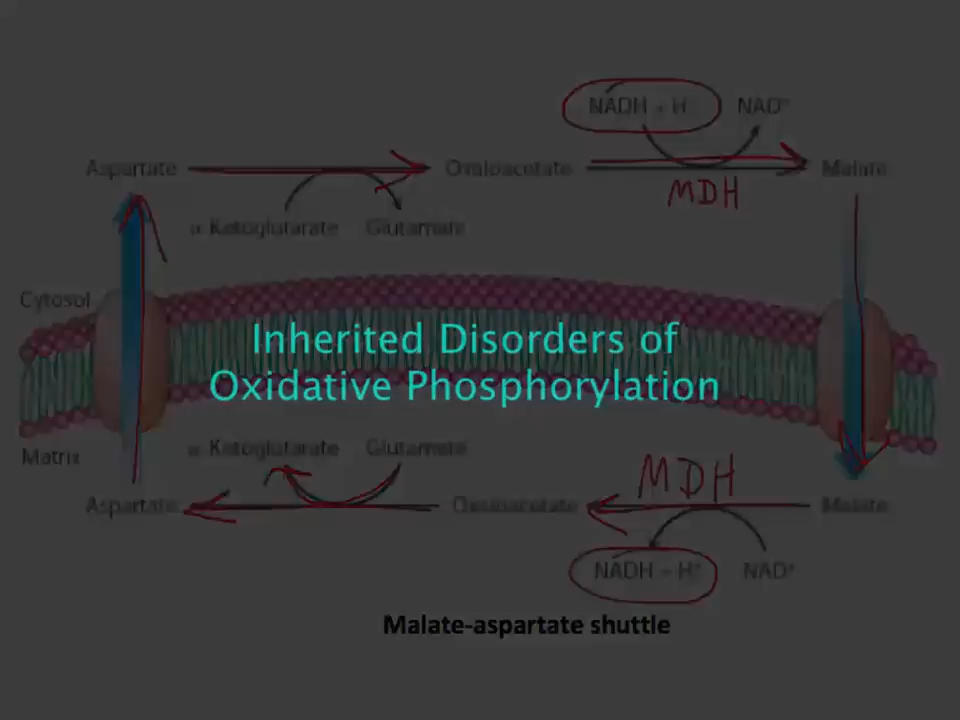 NADH + H⁺ NAD⁺
Aspartate Oxaloacetate Malate
MDH
α-Ketoglutarate Glutamate
Cytosol
Inherited Disorders of
Oxidative Phosphorylation
α-Ketoglutarate Glutamate
Matrix
MDH
Aspartate Oxaloacetate Malate
NADH + H⁺ NAD⁺
Malate-aspartate shuttle